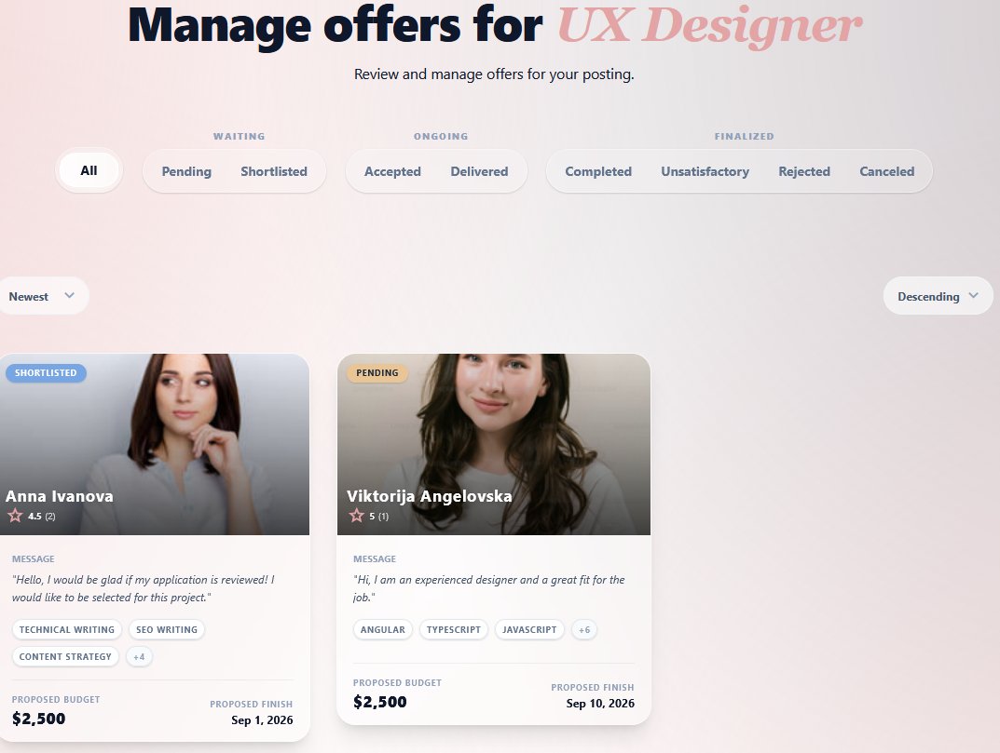 Manage offers for UX Designer
Review and manage offers for your posting.
WAITING
ONGOING
FINALIZED
All
Pending
Shortlisted
Accepted
Delivered
Completed
Unsatisfactory
Rejected
Canceled
Newest
Descending
SHORTLISTED
Anna Ivanova
4.5 (2)
MESSAGE
"Hello, I would be glad if my application is reviewed! I
would like to be selected for this project."
TECHNICAL WRITING
SEO WRITING
CONTENT STRATEGY
+4
PROPOSED BUDGET
$2,500
PROPOSED FINISH
Sep 1, 2026
PENDING
Viktorija Angelovska
5 (1)
MESSAGE
"Hi, I am an experienced designer and a great fit for the
job."
ANGULAR
TYPESCRIPT
JAVASCRIPT
+6
PROPOSED BUDGET
$2,500
PROPOSED FINISH
Sep 10, 2026